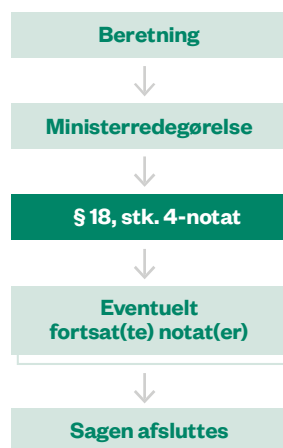 Beretning
Ministerredegørelse
§ 18, stk. 4-notat
Eventuelt
fortsat(te) notat(er)
Sagen afsluttes